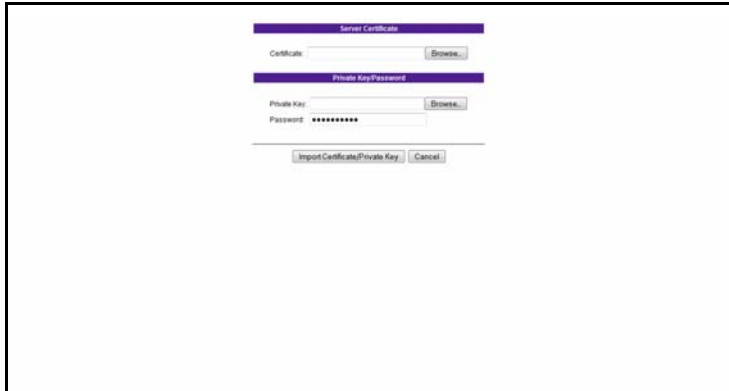 Server Certificate
Certificate: Browse...
Private Key/Password
Private Key: Browse...
Password: ●●●●●●●●●●
Import Certificate/Private Key Cancel